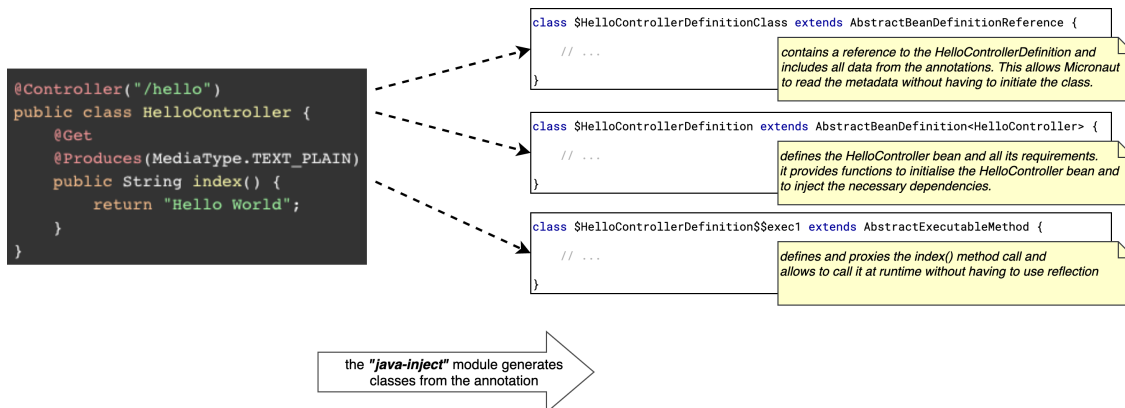 @Controller("/hello")
public class HelloController {
@Get
@Produces(MediaType.TEXT_PLAIN)
public String index() {
return "Hello World";
}
}
class $HelloControllerDefinitionClass extends AbstractBeanDefinitionReference {
// ...
}
contains a reference to the HelloControllerDefinition and
includes all data from the annotations. This allows Micronaut
to read the metadata without having to initiate the class.
class $HelloControllerDefinition extends AbstractBeanDefinition<HelloController> {
// ...
}
defines the HelloController bean and all its requirements.
it provides functions to initialise the HelloController bean and
to inject the necessary dependencies.
class $HelloControllerDefinition$$exec1 extends AbstractExecutableMethod {
// ...
}
defines and proxies the index() method call and
allows to call it at runtime without having to use reflection
the "java-inject" module generates
classes from the annotation